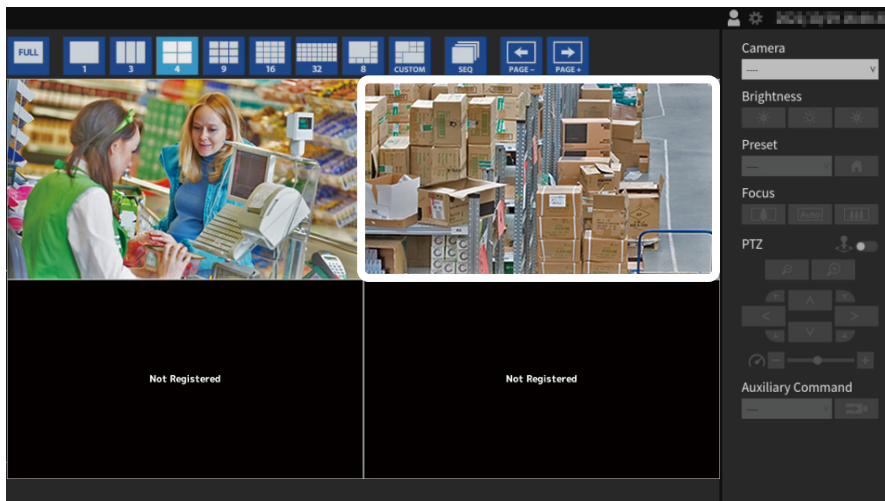 FULL
1
3
4
9
16
32
8
CUSTOM
SEQ
PAGE-
PAGE+
Camera
----
Brightness
Preset
----
Focus
Auto
PTZ
Auxiliary Command
----
Not Registered
Not Registered